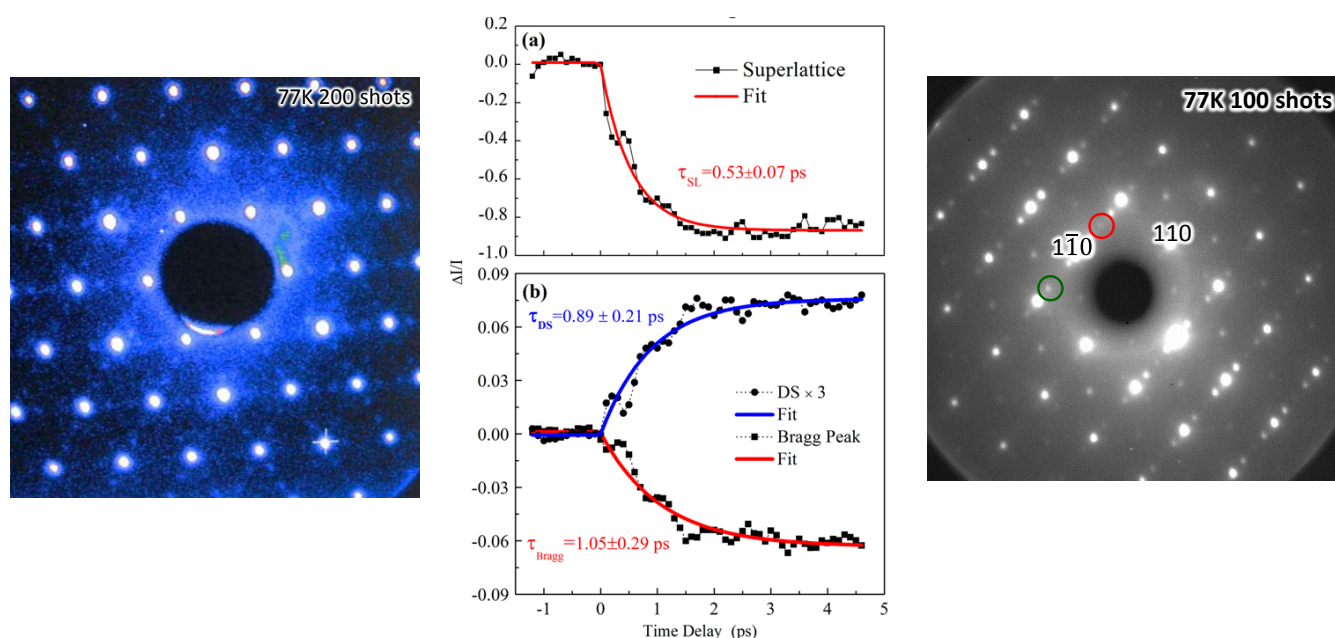 77K 200 shots
(a)
0.2
0.0
-0.2
-0.4
-0.6
-0.8
-1.0
Superlattice
Fit
τSL=0.53±0.07 ps
ΔI/I
(b)
0.09
0.06
0.03
0.00
-0.03
-0.06
-0.09
τDS=0.89 ± 0.21 ps
DS × 3
Fit
Bragg Peak
Fit
τBragg=1.05±0.29 ps
-1 0 1 2 3 4 5
Time Delay (ps)
77K 100 shots
11̄0
110